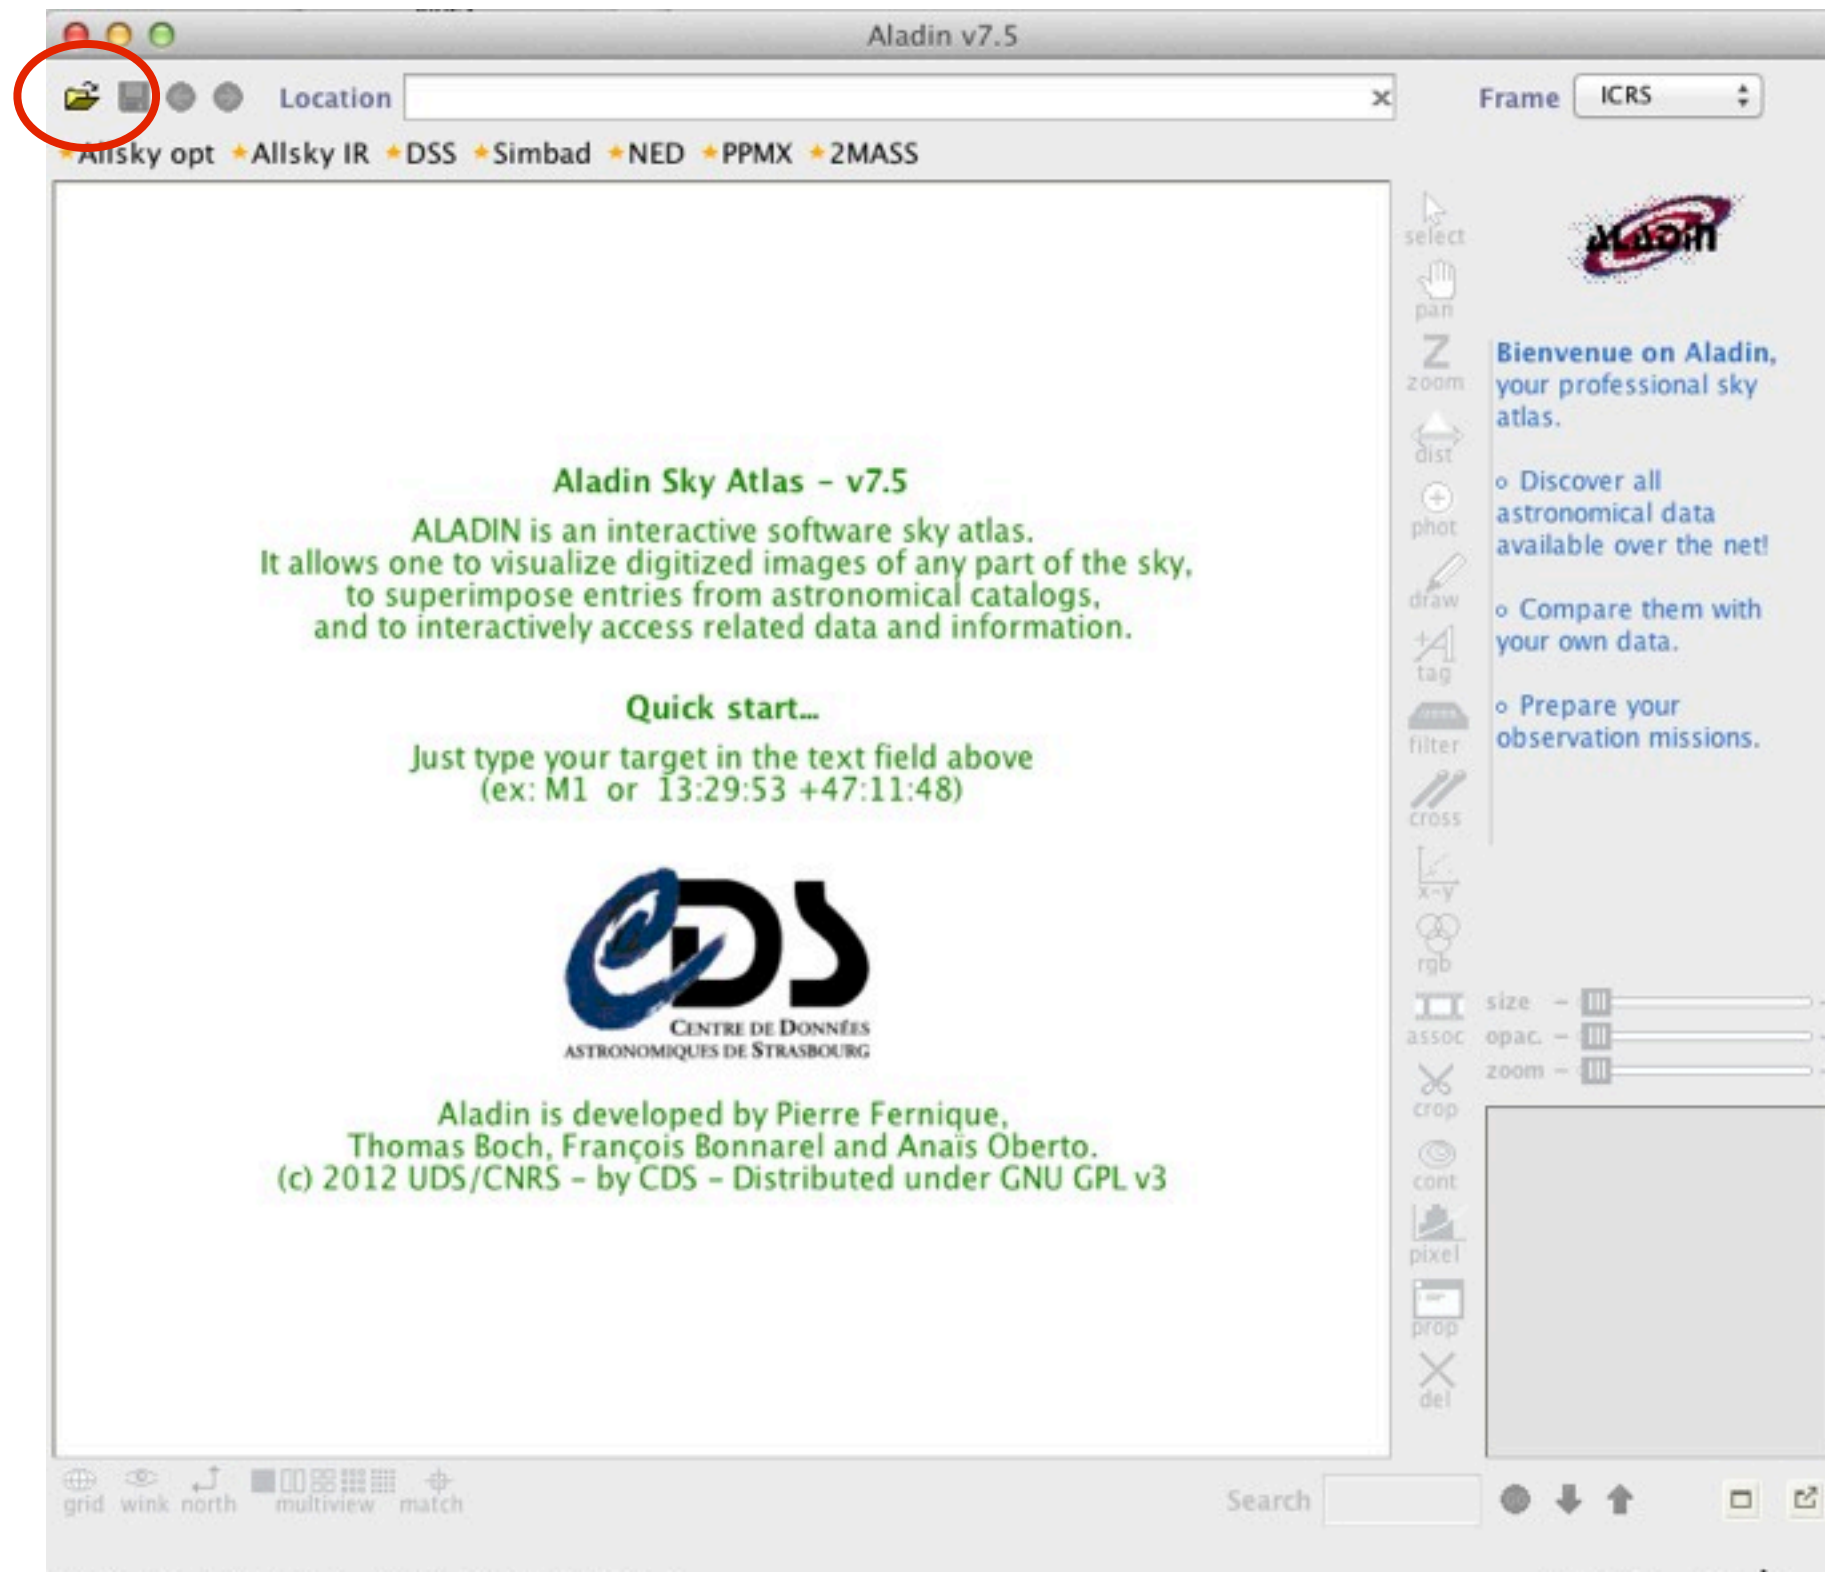 Aladin v7.5
Location
Frame ICRS
Allsky opt Allsky IR DSS Simbad NED PPMX 2MASS
Aladin Sky Atlas – v7.5
ALADIN is an interactive software sky atlas.
It allows one to visualize digitized images of any part of the sky,
to superimpose entries from astronomical catalogs,
and to interactively access related data and information.
Quick start...
Just type your target in the text field above
(ex: M1 or 13:29:53 +47:11:48)
CDS
CENTRE DE DONNÉES
ASTRONOMIQUES DE STRASBOURG
Aladin is developed by Pierre Fernique,
Thomas Boch, François Bonnarel and Anaïs Oberto.
(c) 2012 UDS/CNRS – by CDS – Distributed under GNU GPL v3
select
pan
Z
zoom
dist
phot
draw
tag
filter
cross
x-y
rgb
assoc
crop
cont
pixel
prop
del
ALADIN
Bienvenue on Aladin,
your professional sky
atlas.
Discover all
astronomical data
available over the net!
Compare them with
your own data.
Prepare your
observation missions.
size
opac.
zoom
grid wink north multiview match
Search